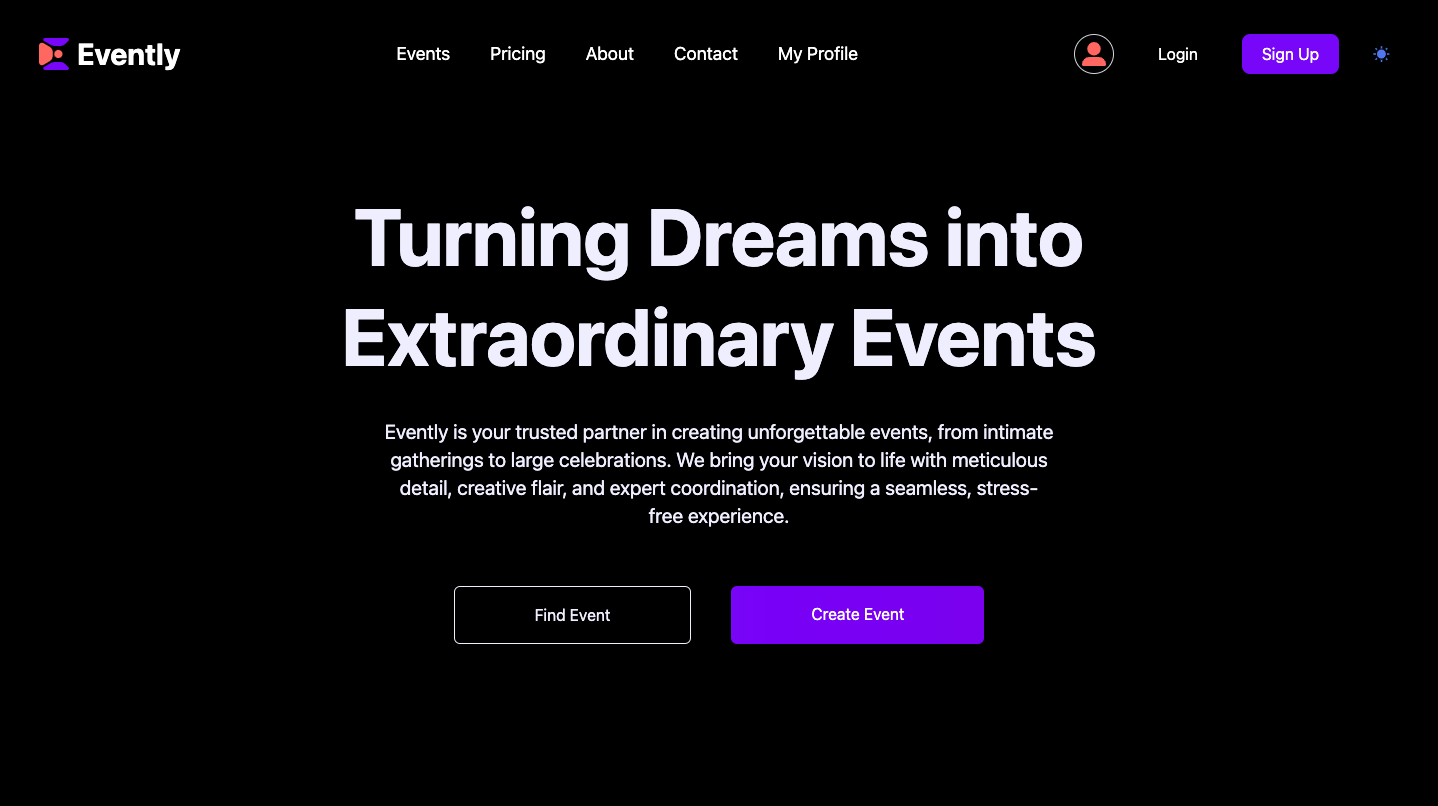 Evently
Events Pricing About Contact My Profile
Login
Sign Up
Turning Dreams into
Extraordinary Events
Evently is your trusted partner in creating unforgettable events, from intimate
gatherings to large celebrations. We bring your vision to life with meticulous
detail, creative flair, and expert coordination, ensuring a seamless, stress-
free experience.
Find Event
Create Event